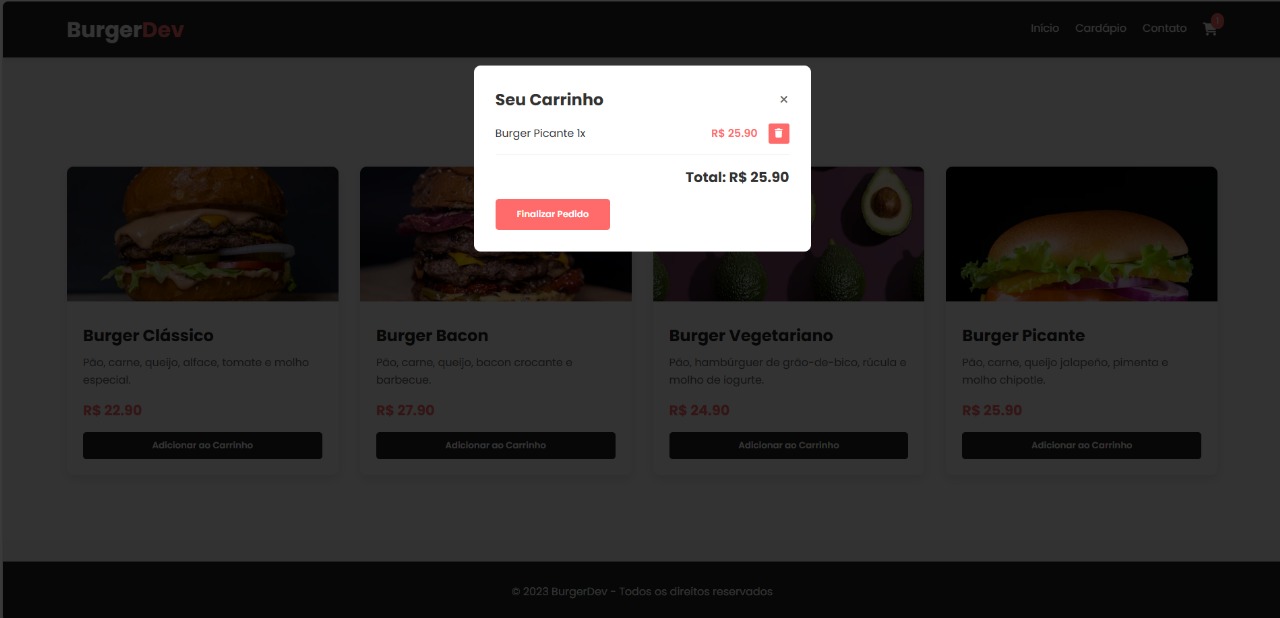 BurgerDev
Início Cardápio Contato 1
Seu Carrinho ×
Burger Picante 1x R$ 25.90
Total: R$ 25.90
Finalizar Pedido
Burger Clássico
Pão, carne, queijo, alface, tomate e molho
especial.
R$ 22.90
Adicionar ao Carrinho
Burger Bacon
Pão, carne, queijo, bacon crocante e
barbecue.
R$ 27.90
Adicionar ao Carrinho
Burger Vegetariano
Pão, hambúrguer de grão-de-bico, rúcula e
molho de iogurte.
R$ 24.90
Adicionar ao Carrinho
Burger Picante
Pão, carne, queijo jalapeño, pimento e
molho chipotle.
R$ 25.90
Adicionar ao Carrinho
© 2023 BurgerDev - Todos os direitos reservados